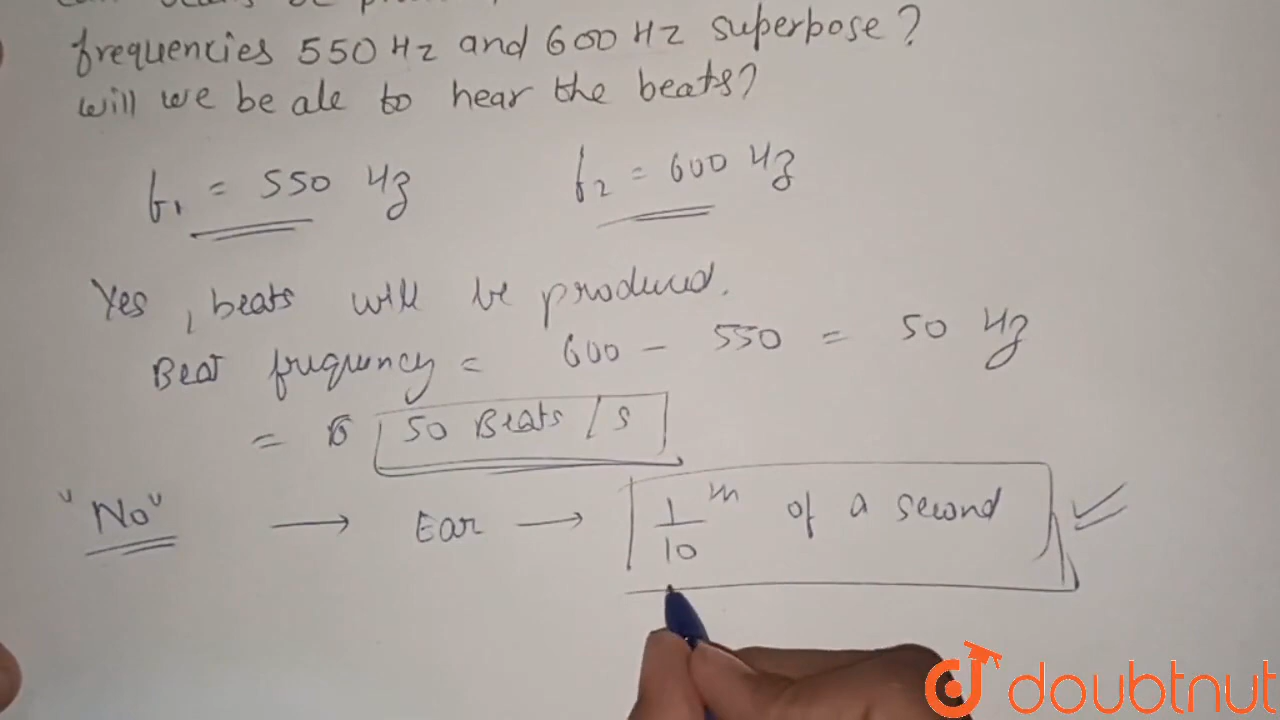 frequencies 550 Hz and 600 Hz superpose?
will we be ale to hear the beats?
f1 = 550 Hz f2 = 600 Hz
Yes, beats will be produced.
Beat frequency = 600 - 550 = 50 Hz
= 50 Beats/s
"No" → Ear → 1/10 th of a second
doubtnut